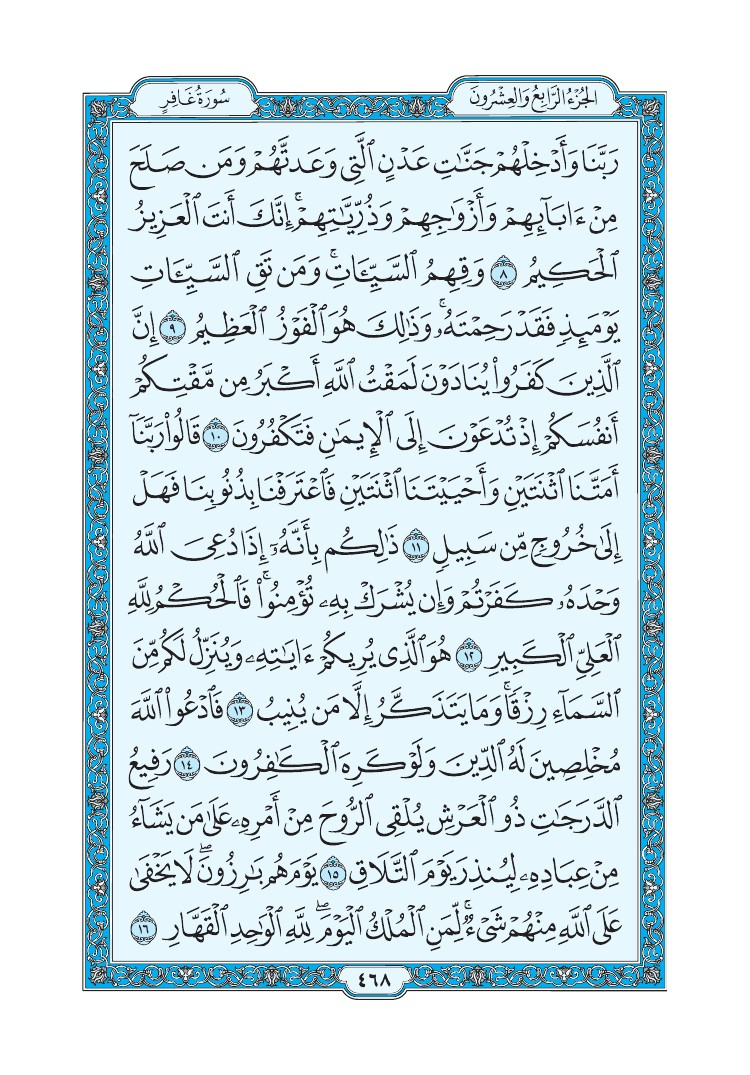 الجُزْءُ الرَّابِعُ وَالعِشْرُونَ
سُورَةُ غَافِرٍ
رَبَّنَا وَأَدْخِلْهُمْ جَنَّٰتِ عَدْنٍ ٱلَّتِي وَعَدتَّهُمْ وَمَن صَلَحَ
مِنْ ءَابَآئِهِمْ وَأَزْوَٰجِهِمْ وَذُرِّيَّٰتِهِمْۚ إِنَّكَ أَنتَ ٱلْعَزِيزُ
ٱلْحَكِيمُ ٨ وَقِهِمُ ٱلسَّيِّـَٔاتِۚ وَمَن تَقِ ٱلسَّيِّـَٔاتِ
يَوْمَئِذٍ فَقَدْ رَحِمْتَهُۥۚ وَذَٰلِكَ هُوَ ٱلْفَوْزُ ٱلْعَظِيمُ ٩ إِنَّ
ٱلَّذِينَ كَفَرُوا۟ يُنَادَوْنَ لَمَقْتُ ٱللَّهِ أَكْبَرُ مِن مَّقْتِكُمْ
أَنفُسَكُمْ إِذْ تُدْعَوْنَ إِلَى ٱلْإِيمَٰنِ فَتَكْفُرُونَ ١٠ قَالُوا۟ رَبَّنَآ
أَمَتَّنَا ٱثْنَتَيْنِ وَأَحْيَيْتَنَا ٱثْنَتَيْنِ فَٱعْتَرَفْنَا بِذُنُوبِنَا فَهَلْ
إِلَىٰ خُرُوجٍ مِّن سَبِيلٍ ١١ ذَٰلِكُم بِأَنَّهُۥٓ إِذَا دُعِيَ ٱللَّهُ
وَحْدَهُۥ كَفَرْتُمْ وَإِن يُشْرَكْ بِهِۦ تُؤْمِنُوا۟ۚ فَٱلْحُكْمُ لِلَّهِ
ٱلْعَلِيِّ ٱلْكَبِيرِ ١٢ هُوَ ٱلَّذِي يُرِيكُمْ ءَايَٰتِهِۦ وَيُنَزِّلُ لَكُم مِّنَ
ٱلسَّمَآءِ رِزْقًاۚ وَمَا يَتَذَكَّرُ إِلَّا مَن يُنِيبُ ١٣ فَٱدْعُوا۟ ٱللَّهَ
مُخْلِصِينَ لَهُ ٱلدِّينَ وَلَوْ كَرِهَ ٱلْكَٰفِرُونَ ١٤ رَفِيعُ
ٱلدَّرَجَٰتِ ذُو ٱلْعَرْشِ يُلْقِي ٱلرُّوحَ مِنْ أَمْرِهِۦ عَلَىٰ مَن يَشَآءُ
مِنْ عِبَادِهِۦ لِيُنذِرَ يَوْمَ ٱلتَّلَاقِ ١٥ يَوْمَ هُم بَٰرِزُونَۖ لَا يَخْفَىٰ
عَلَى ٱللَّهِ مِنْهُمْ شَيْءٌۚ لِّمَنِ ٱلْمُلْكُ ٱلْيَوْمَۖ لِلَّهِ ٱلْوَٰحِدِ ٱلْقَهَّارِ ١٦
٤٦٨